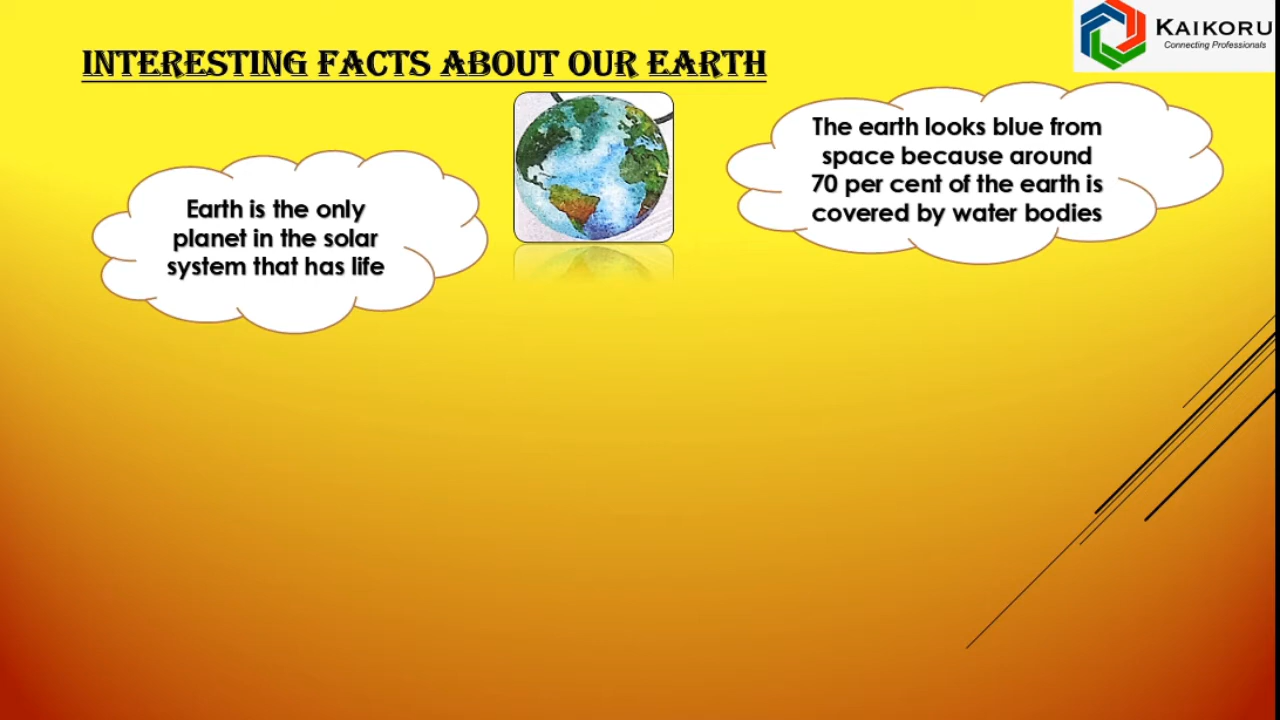 KAIKORU
Connecting Professionals
INTERESTING FACTS ABOUT OUR EARTH
Earth is the only
planet in the solar
system that has life
The earth looks blue from
space because around
70 per cent of the earth is
covered by water bodies